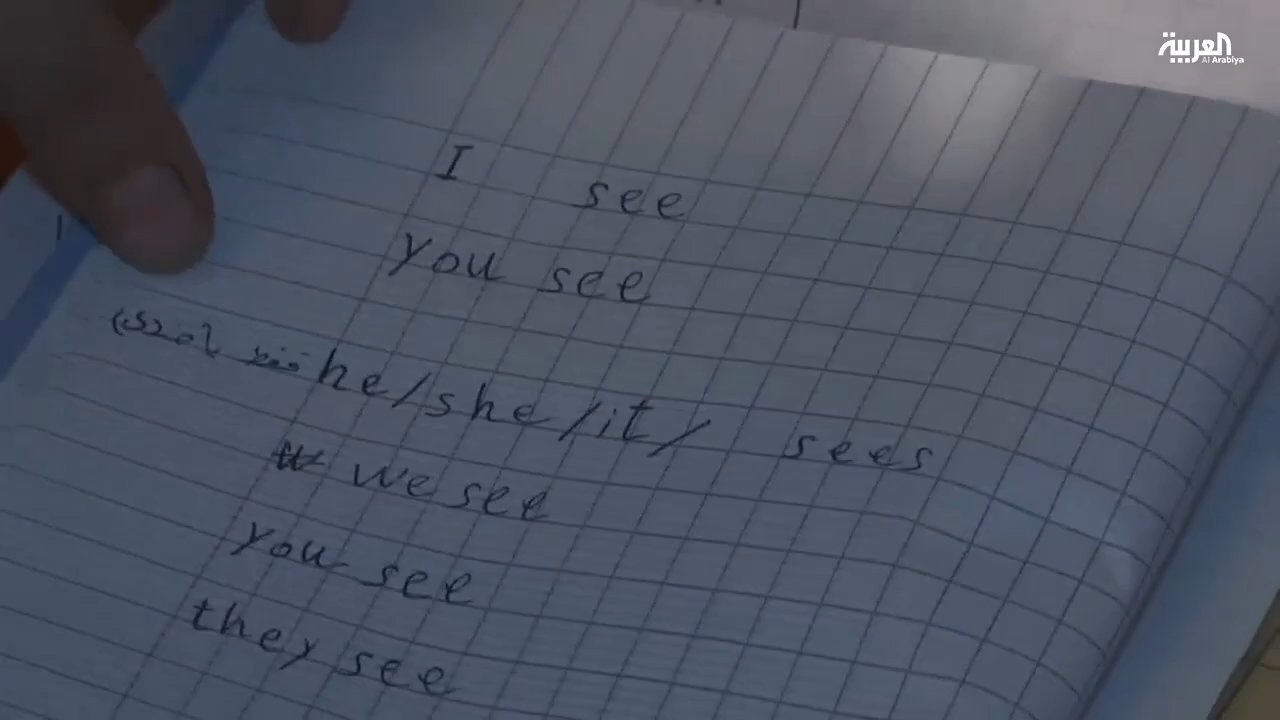 العربية
Al Arabiya
I see
you see
he/she/it/ sees
we see
you see
they see